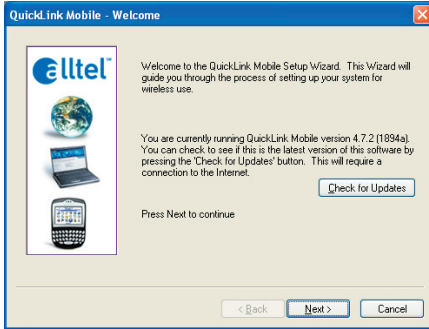 QuickLink Mobile - Welcome
alltel
Welcome to the QuickLink Mobile Setup Wizard. This Wizard will
guide you through the process of setting up your system for
wireless use.
You are currently running QuickLink Mobile version 4.7.2 (1894a).
You can check to see if this is the latest version of this software by
pressing the 'Check for Updates' button. This will require a
connection to the Internet.
Check for Updates
Press Next to continue
< Back
Next >
Cancel